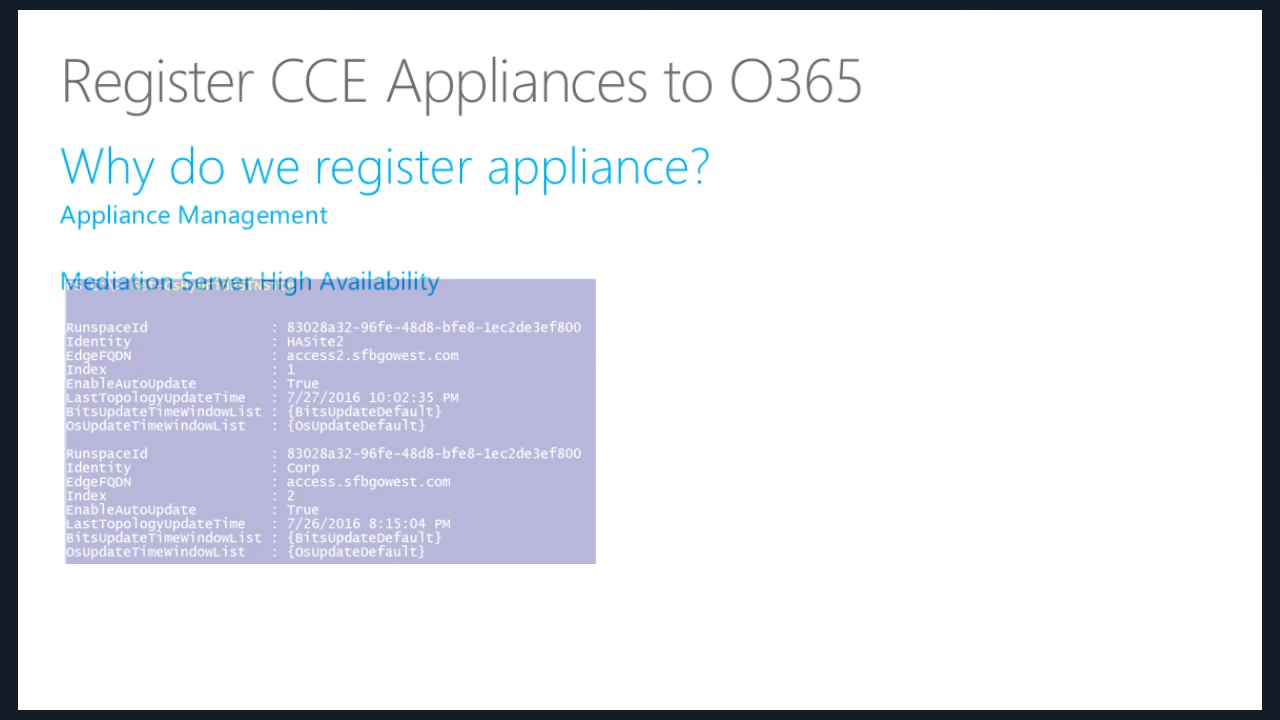 Register CCE Appliances to O365
Why do we register appliance?
Appliance Management
Mediation Server High Availability
RunspaceId : 83028a32-96fe-48d8-bfe8-1ec2de3ef800
Identity : HASite2
EdgeFQDN : access2.sfbgowest.com
Index : 1
EnableAutoUpdate : True
LastTopologyUpdateTime : 7/27/2016 10:02:35 PM
BitsUpdateTimeWindowList : {BitsUpdateDefault}
OsUpdateTimeWindowList : {OsUpdateDefault}
RunspaceId : 83028a32-96fe-48d8-bfe8-1ec2de3ef800
Identity : Corp
EdgeFQDN : access.sfbgowest.com
Index : 2
EnableAutoUpdate : True
LastTopologyUpdateTime : 7/26/2016 8:15:04 PM
BitsUpdateTimeWindowList : {BitsUpdateDefault}
OsUpdateTimeWindowList : {OsUpdateDefault}